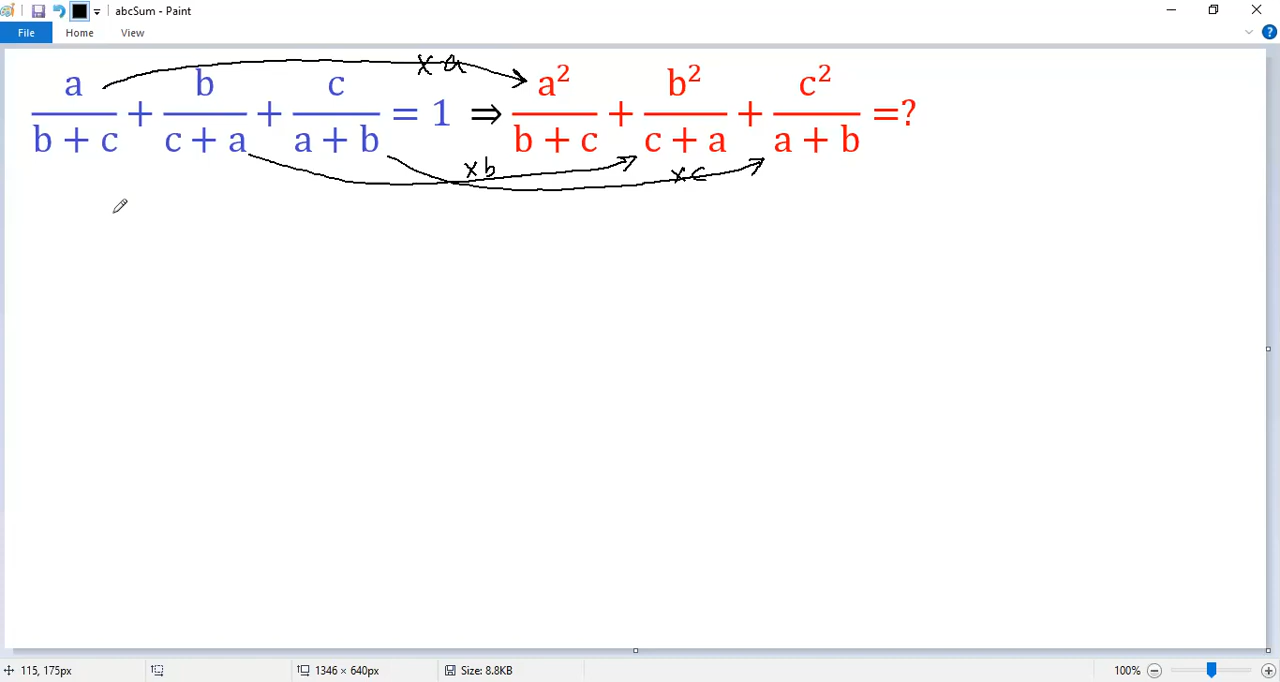 abcSum - Paint
File Home View
x a
a/(b + c) + b/(c + a) + c/(a + b) = 1 ⇒ a²/(b + c) + b²/(c + a) + c²/(a + b) =?
x b x c
115, 175px 1346 × 640px Size: 8.8KB 100%